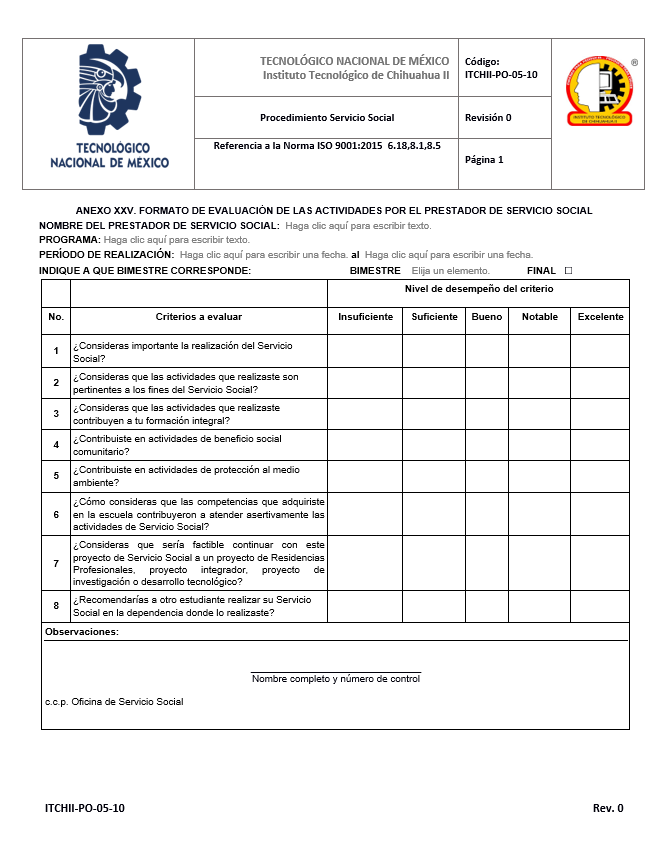 TECNOLÓGICO
NACIONAL DE MÉXICO
TECNOLÓGICO NACIONAL DE MÉXICO
Instituto Tecnológico de Chihuahua II
Código:
ITCHII-PO-05-10
®
INSTITUTO TECNOLOGICO
DE CHIHUAHUA II
Procedimiento Servicio Social
Revisión 0
Referencia a la Norma ISO 9001:2015 6.18,8.1,8.5
Página 1
ANEXO XXV. FORMATO DE EVALUACIÓN DE LAS ACTIVIDADES POR EL PRESTADOR DE SERVICIO SOCIAL
NOMBRE DEL PRESTADOR DE SERVICIO SOCIAL: Haga clic aquí para escribir texto.
PROGRAMA: Haga clic aquí para escribir texto.
PERÍODO DE REALIZACIÓN: Haga clic aquí para escribir una fecha. al Haga clic aquí para escribir una fecha.
INDIQUE A QUE BIMESTRE CORRESPONDE: BIMESTRE Elija un elemento. FINAL ☐
Nivel de desempeño del criterio
No. Criterios a evaluar Insuficiente Suficiente Bueno Notable Excelente
1 ¿Consideras importante la realización del Servicio
Social?
2 ¿Consideras que las actividades que realizaste son
pertinentes a los fines del Servicio Social?
3 ¿Consideras que las actividades que realizaste
contribuyen a tu formación integral?
4 ¿Contribuiste en actividades de beneficio social
comunitario?
5 ¿Contribuiste en actividades de protección al medio
ambiente?
6 ¿Cómo consideras que las competencias que adquiriste
en la escuela contribuyeron a atender asertivamente las
actividades de Servicio Social?
7 ¿Consideras que sería factible continuar con este
proyecto de Servicio Social a un proyecto de Residencias
Profesionales, proyecto integrador, proyecto de
investigación o desarrollo tecnológico?
8 ¿Recomendarías a otro estudiante realizar su Servicio
Social en la dependencia donde lo realizaste?
Observaciones:
Nombre completo y número de control
c.c.p. Oficina de Servicio Social
ITCHII-PO-05-10 Rev. 0